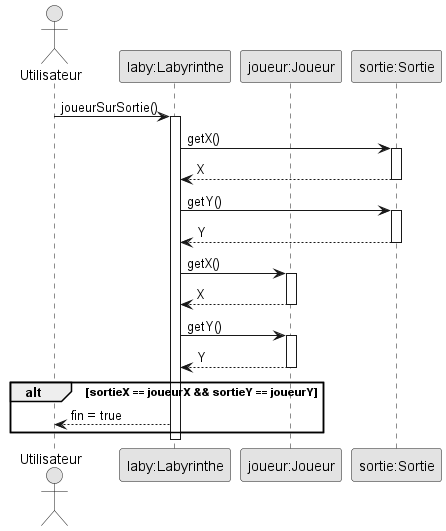 Utilisateur
laby:Labyrinthe
joueur:Joueur
sortie:Sortie
joueurSurSortie()
getX()
X
getY()
Y
getX()
X
getY()
Y
alt
[sortieX == joueurX && sortieY == joueurY]
fin = true
Utilisateur
laby:Labyrinthe
joueur:Joueur
sortie:Sortie